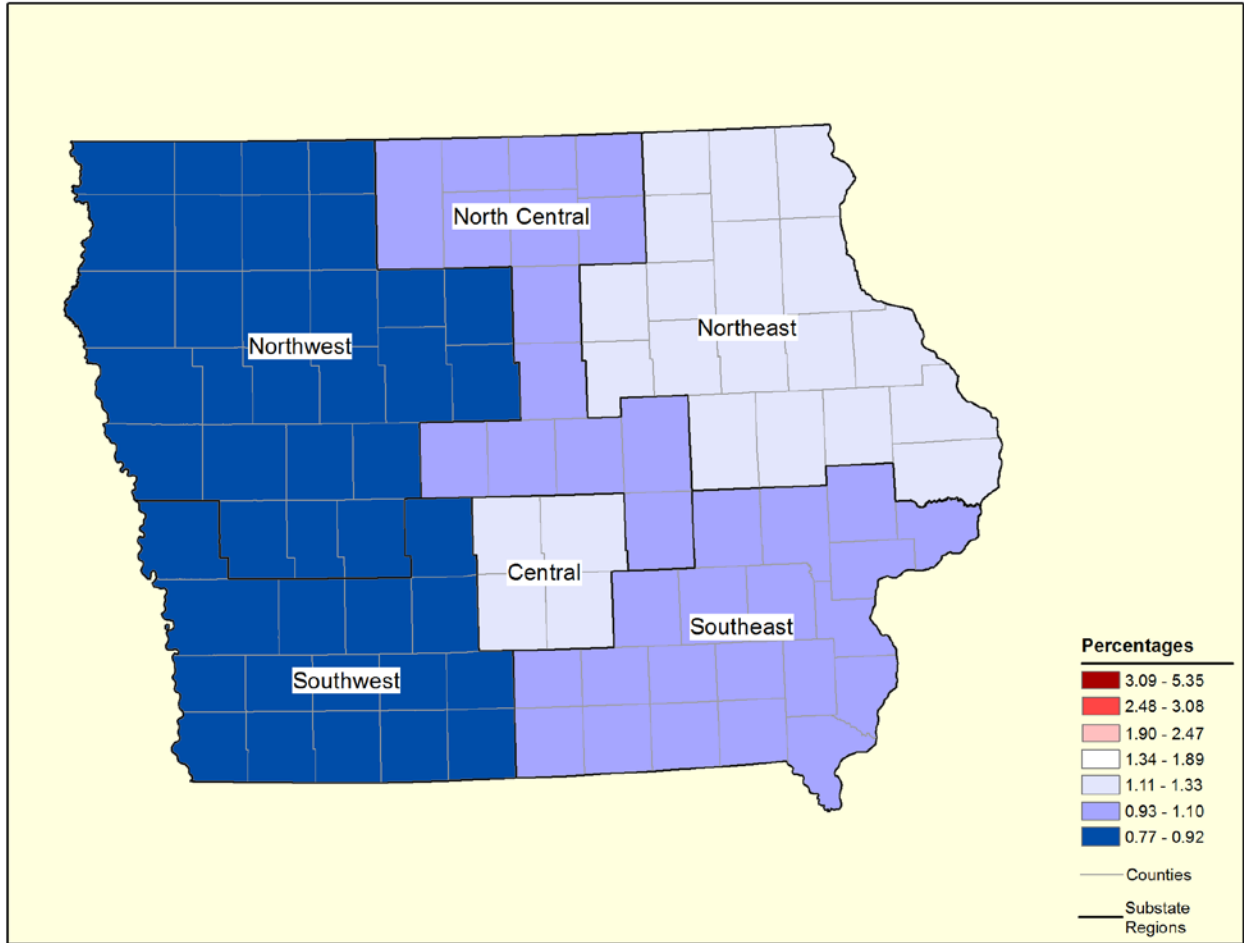 North Central
Northeast
Northwest
Central
Southeast
Southwest
Percentages
3.09 - 5.35
2.48 - 3.08
1.90 - 2.47
1.34 - 1.89
1.11 - 1.33
0.93 - 1.10
0.77 - 0.92
Counties
Substate
Regions